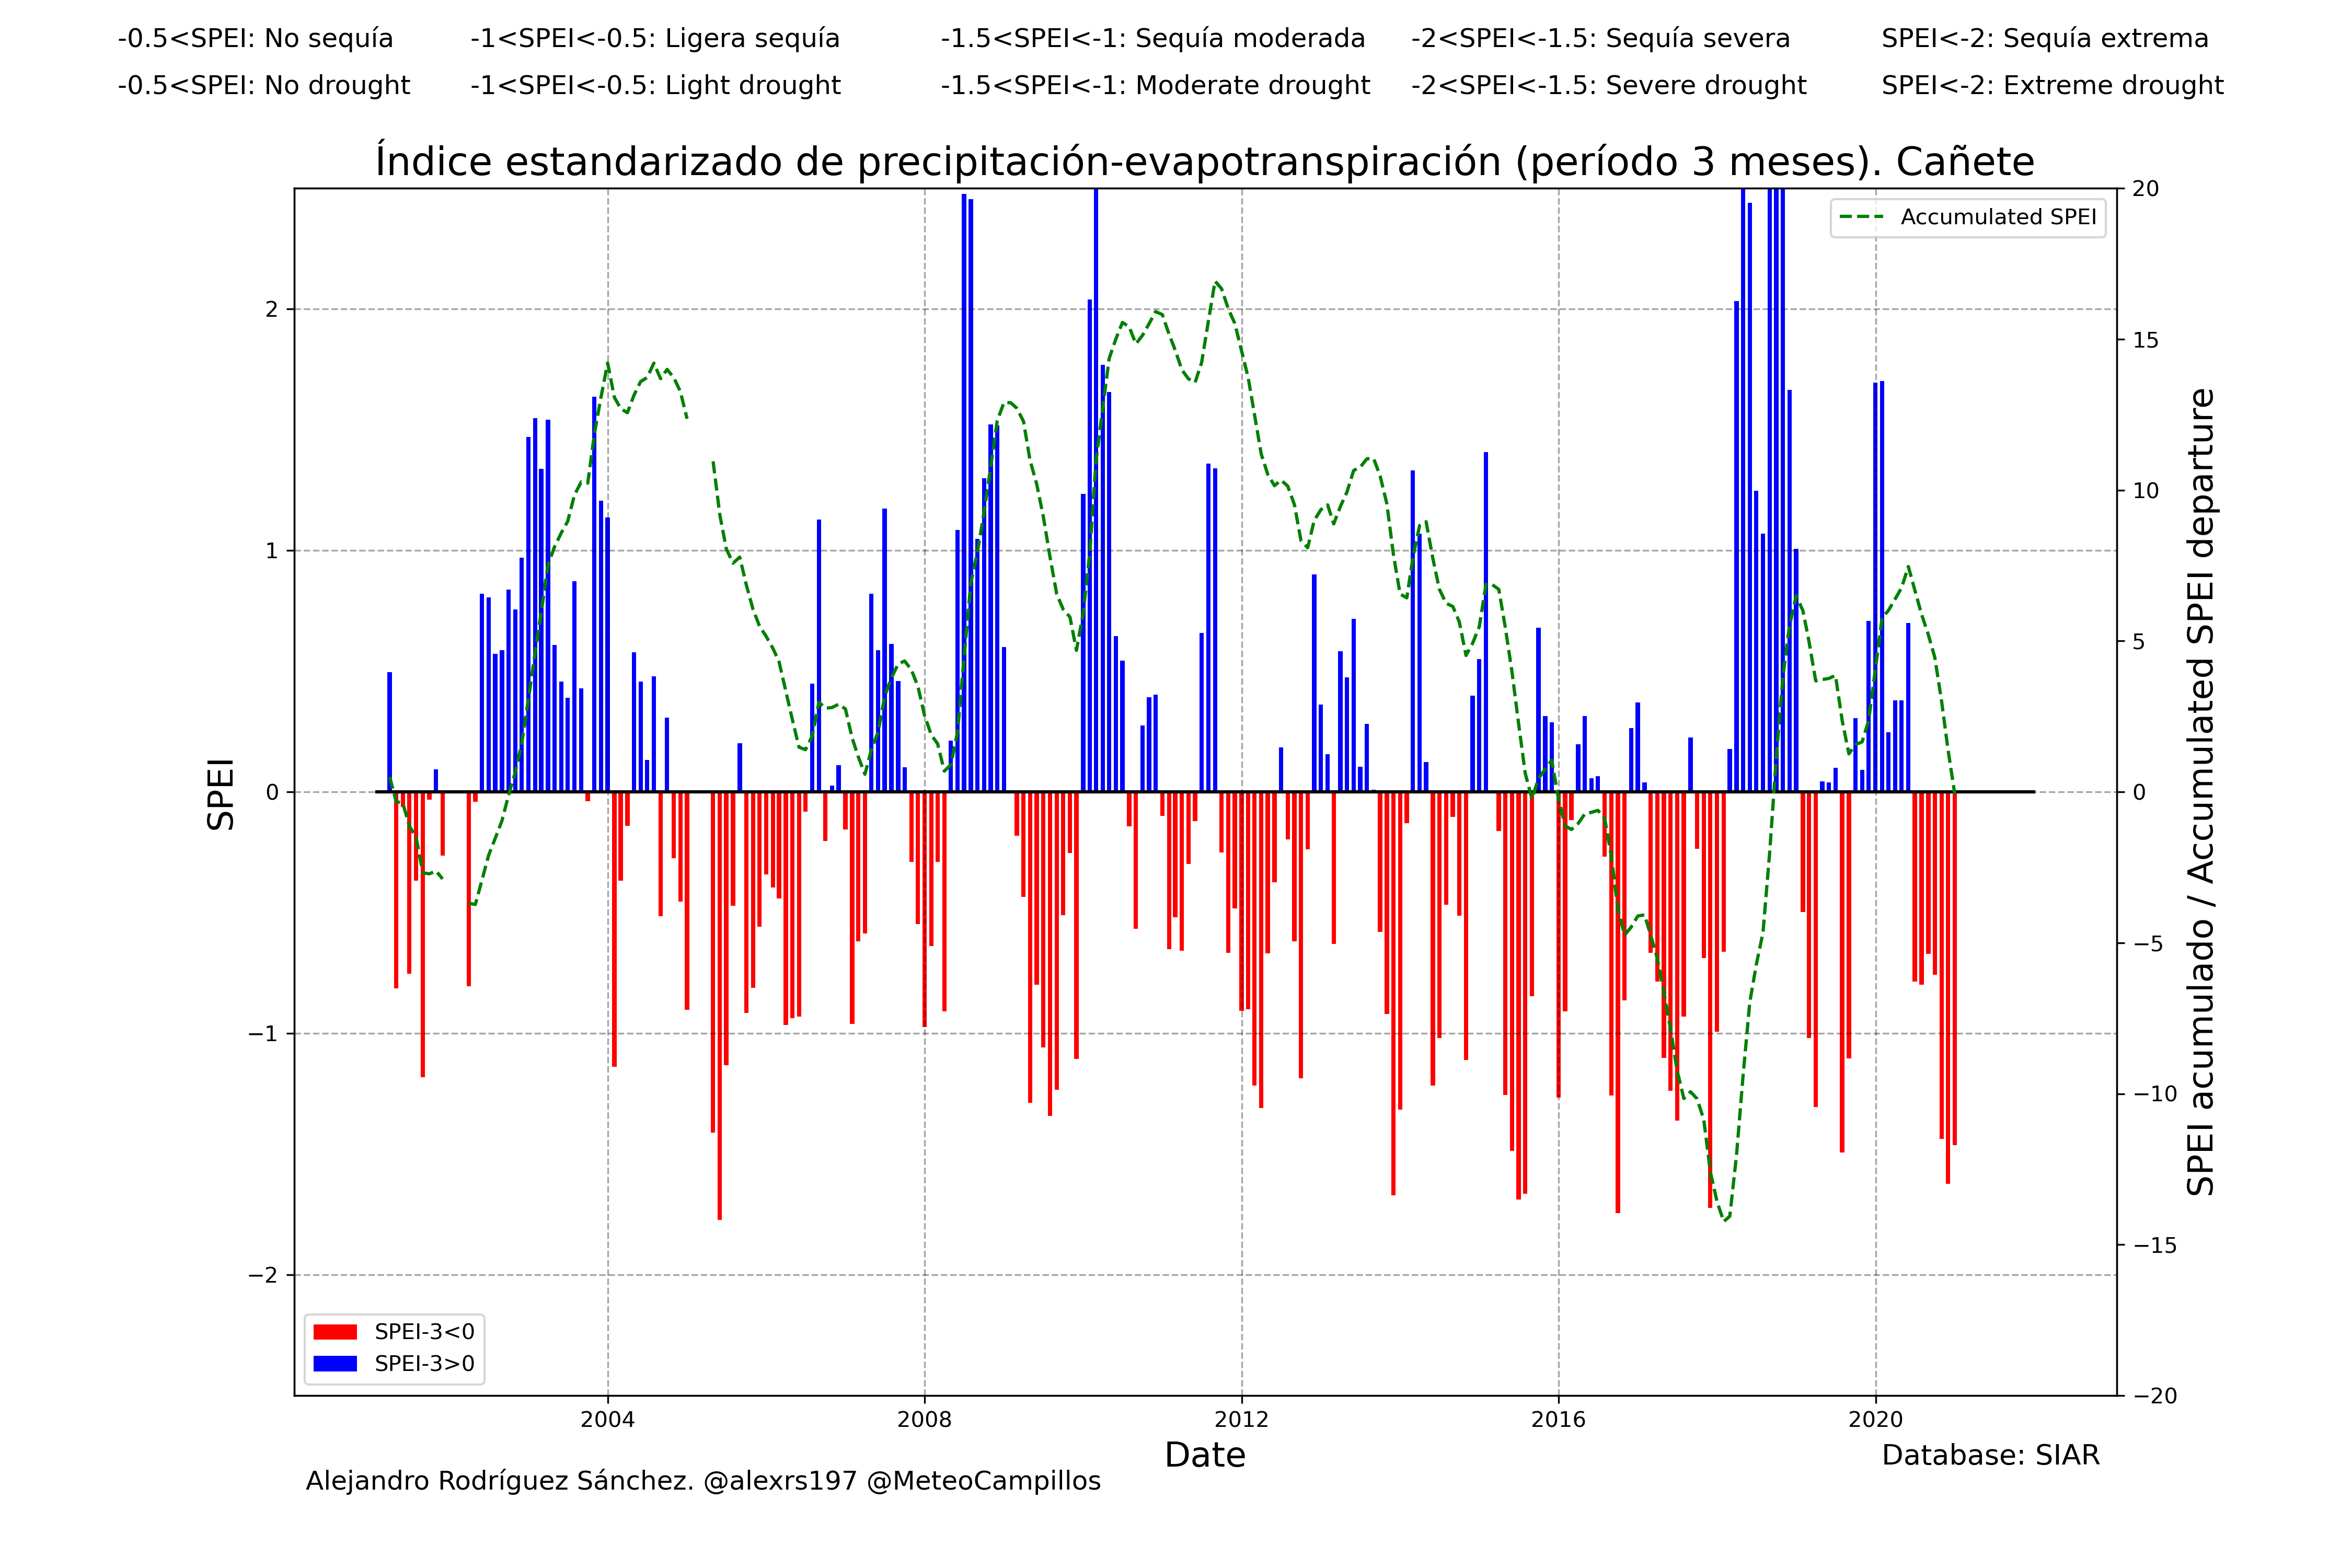 -0.5<SPEI: No sequía -1<SPEI<-0.5: Ligera sequía -1.5<SPEI<-1: Sequía moderada -2<SPEI<-1.5: Sequía severa SPEI<-2: Sequía extrema
-0.5<SPEI: No drought -1<SPEI<-0.5: Light drought -1.5<SPEI<-1: Moderate drought -2<SPEI<-1.5: Severe drought SPEI<-2: Extreme drought
Índice estandarizado de precipitación-evapotranspiración (período 3 meses). Cañete
Accumulated SPEI
SPEI
2
1
0
−1
−2
20
15
10
5
0
−5
−10
−15
−20
SPEI acumulado / Accumulated SPEI departure
SPEI-3<0
SPEI-3>0
2004 2008 2012 2016 2020
Date
Database: SIAR
Alejandro Rodríguez Sánchez. @alexrs197 @MeteoCampillos